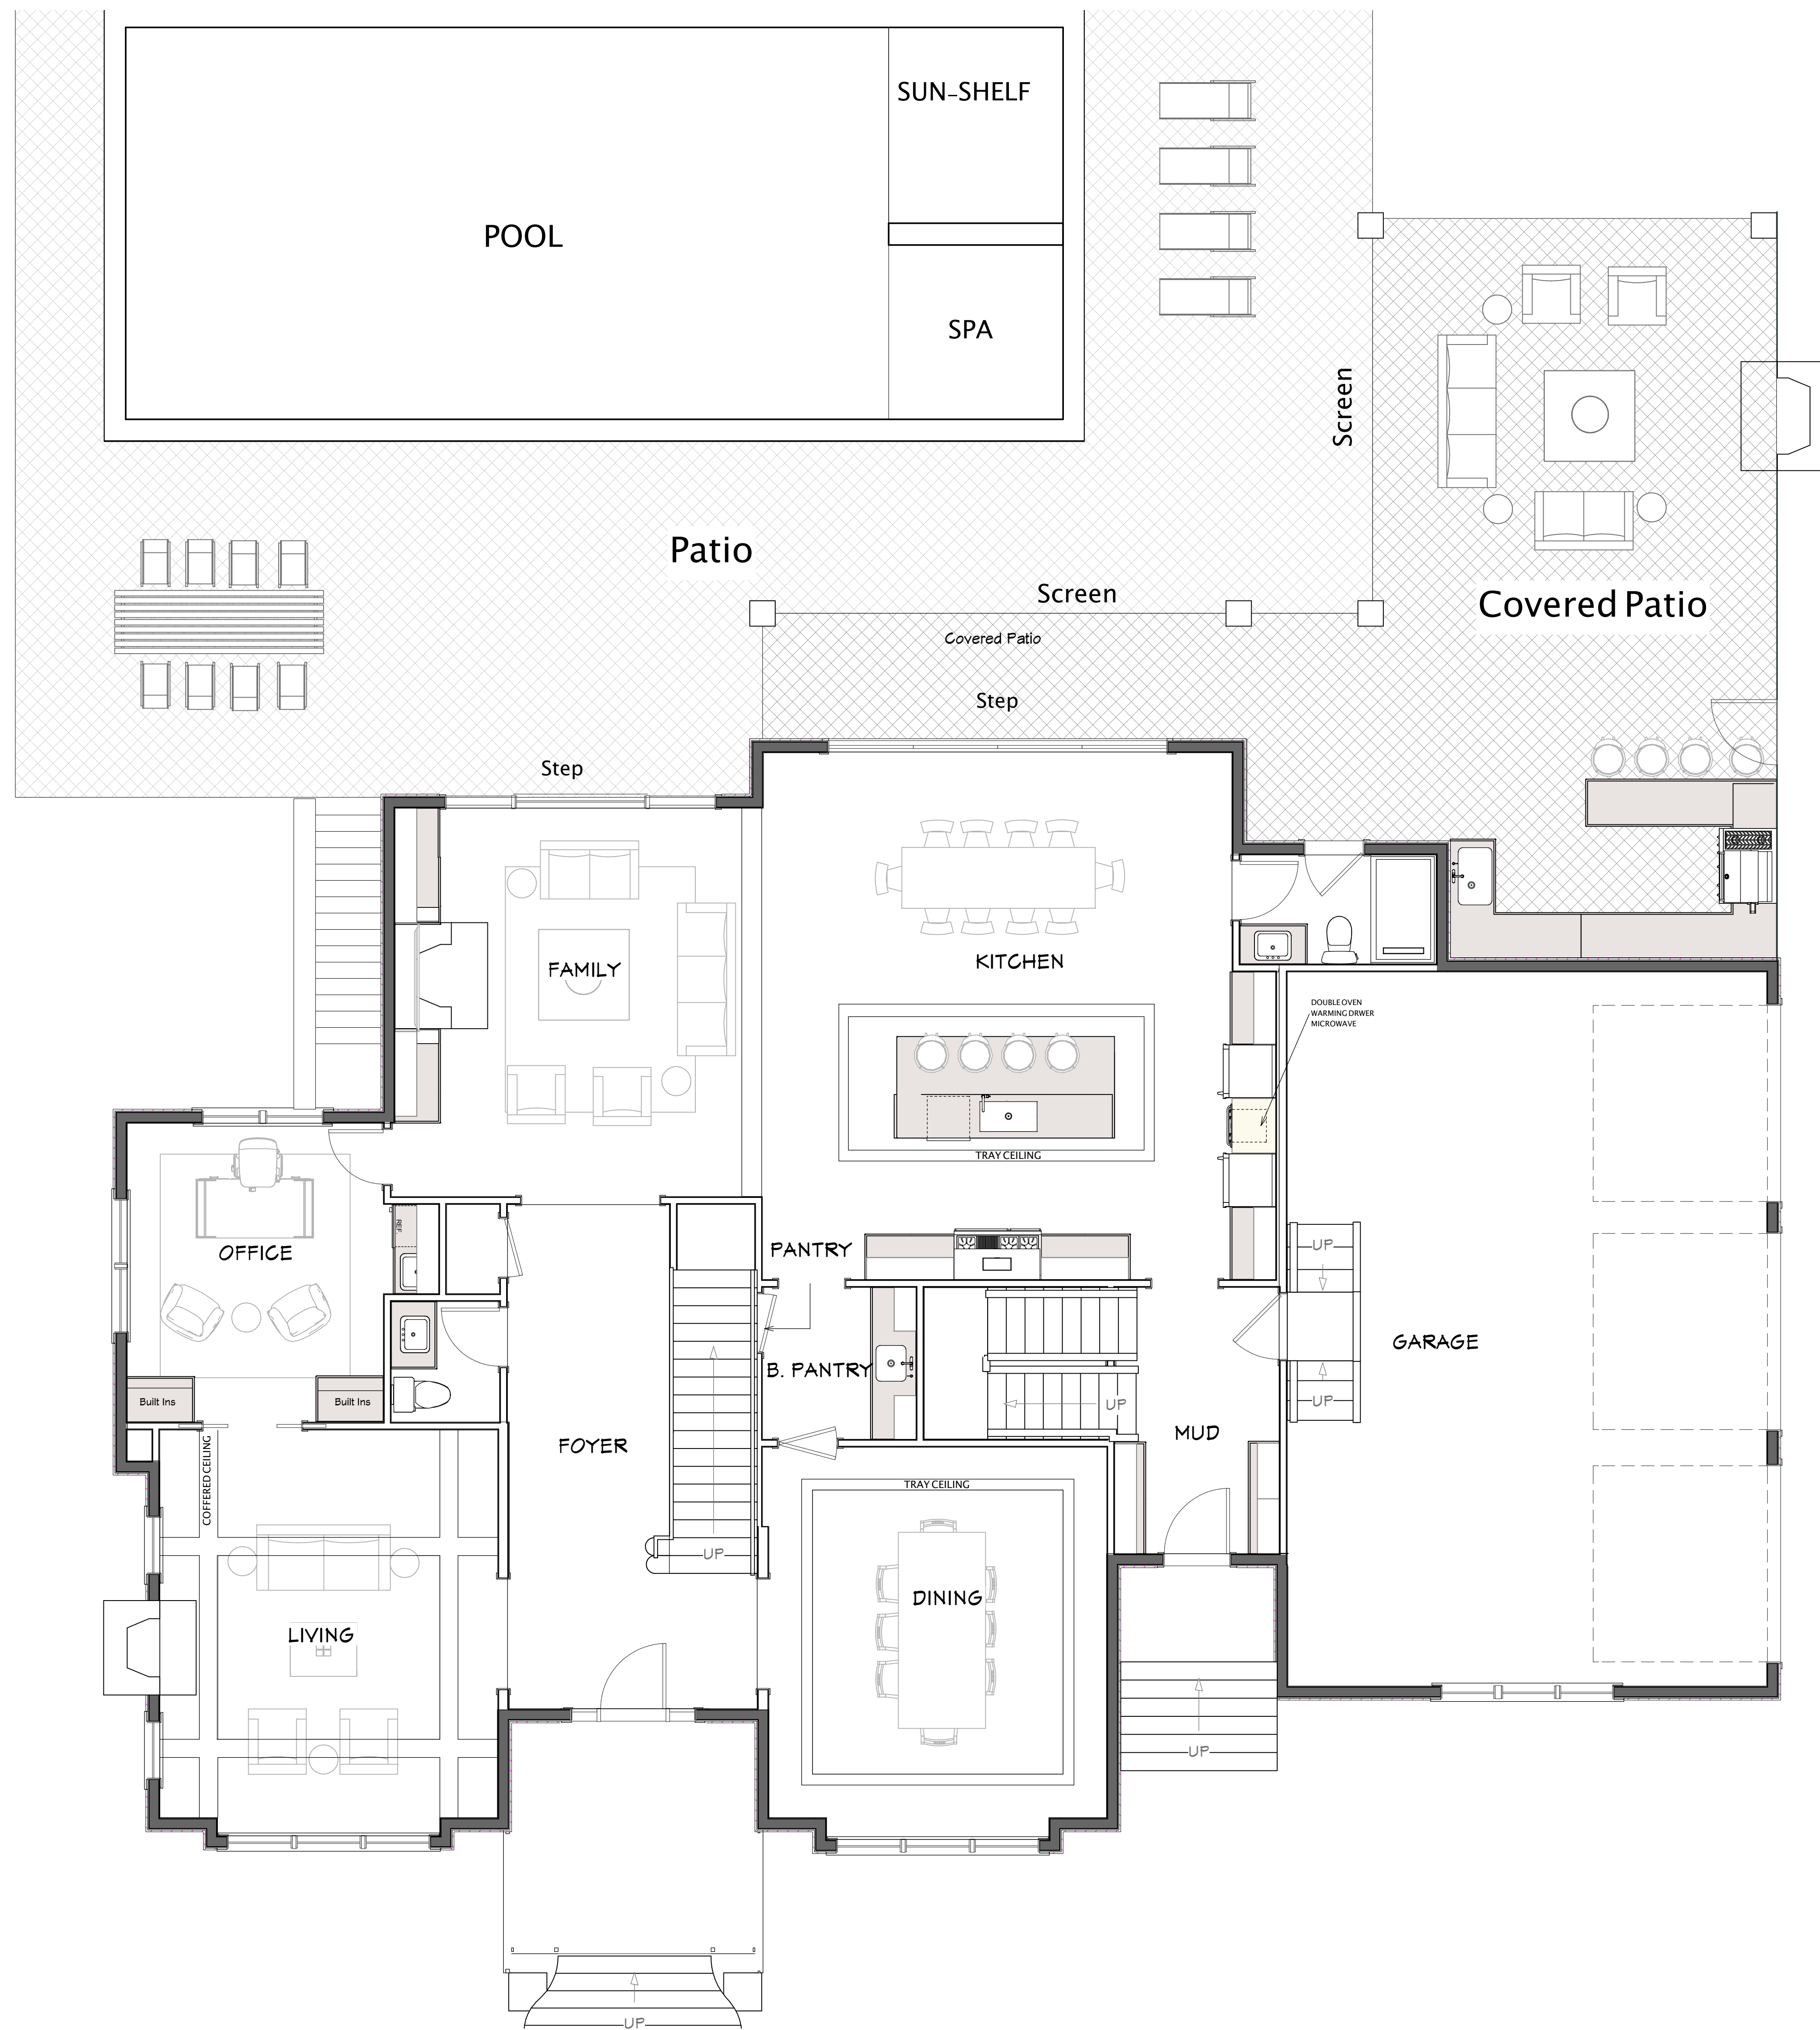 SUN-SHELF
POOL
SPA
Screen
Patio
Screen
Covered Patio
Covered Patio
Step
Step
FAMILY
KITCHEN
DOUBLE OVEN
WARMING DRWER
MICROWAVE
TRAY CEILING
REF.
OFFICE
PANTRY
UP
GARAGE
B. PANTRY
Built Ins
Built Ins
UP
UP
MUD
FOYER
COFFERED CEILING
TRAY CEILING
UP
DINING
LIVING
UP
UP